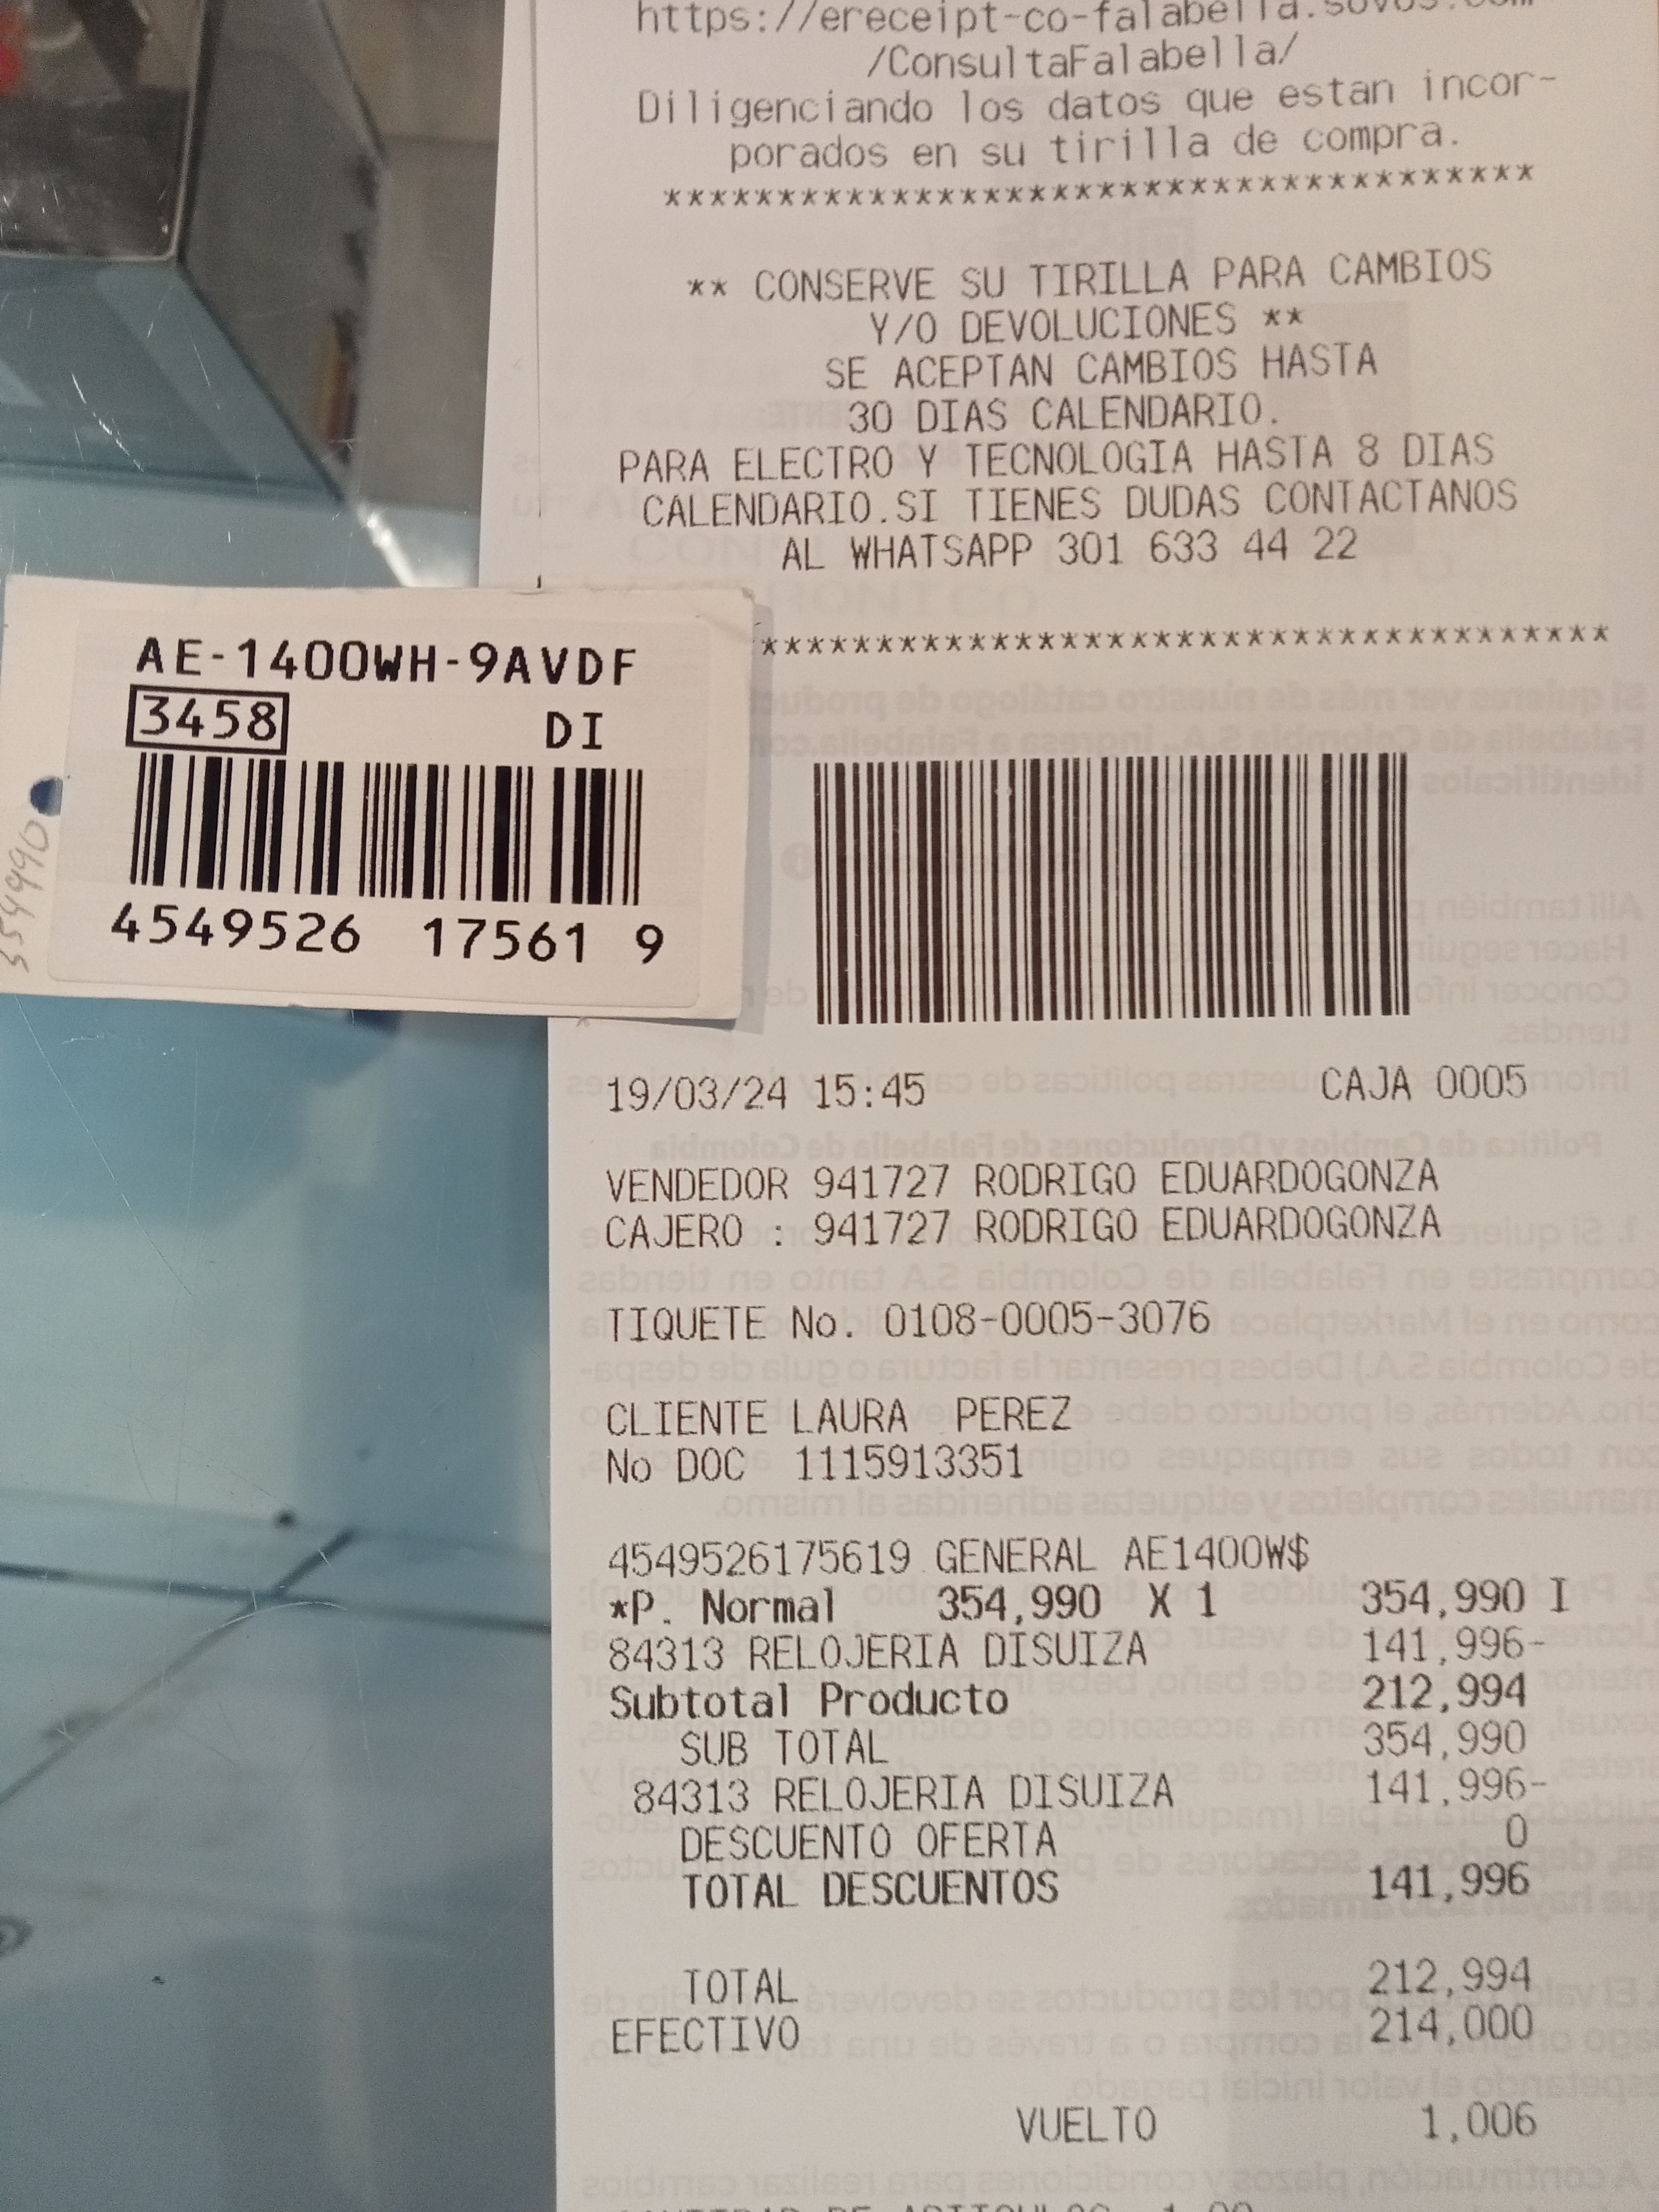 https://ereceipt-co-falabella.sovos.com
/ConsultaFalabella/
Diligenciando los datos que estan incor-
porados en su tirilla de compra.
**************************************
** CONSERVE SU TIRILLA PARA CAMBIOS
Y/O DEVOLUCIONES **
SE ACEPTAN CAMBIOS HASTA
30 DIAS CALENDARIO.
PARA ELECTRO Y TECNOLOGIA HASTA 8 DIAS
CALENDARIO.SI TIENES DUDAS CONTACTANOS
AL WHATSAPP 301 633 44 22
*************************************
AE-1400WH-9AVDF
3458 DI
4549526 17561 9
354990
19/03/24 15:45 CAJA 0005
VENDEDOR 941727 RODRIGO EDUARDOGONZA
CAJERO : 941727 RODRIGO EDUARDOGONZA
TIQUETE No. 0108-0005-3076
CLIENTE LAURA PEREZ
No DOC 1115913351
4549526175619 GENERAL AE1400W$
*P. Normal 354,990 X 1 354,990 I
84313 RELOJERIA DISUIZA 141,996-
Subtotal Producto 212,994
SUB TOTAL 354,990
84313 RELOJERIA DISUIZA 141,996-
DESCUENTO OFERTA 0
TOTAL DESCUENTOS 141,996
TOTAL 212,994
EFECTIVO 214,000
VUELTO 1,006